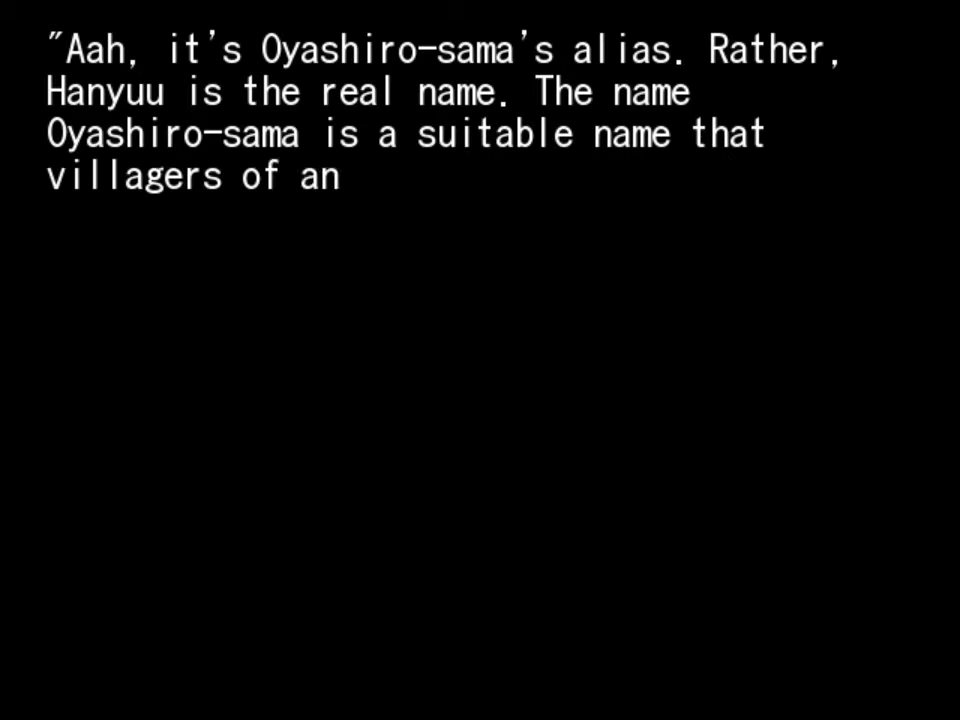 "Aah, it's Oyashiro-sama's alias. Rather,
Hanyuu is the real name. The name
Oyashiro-sama is a suitable name that
villagers of an